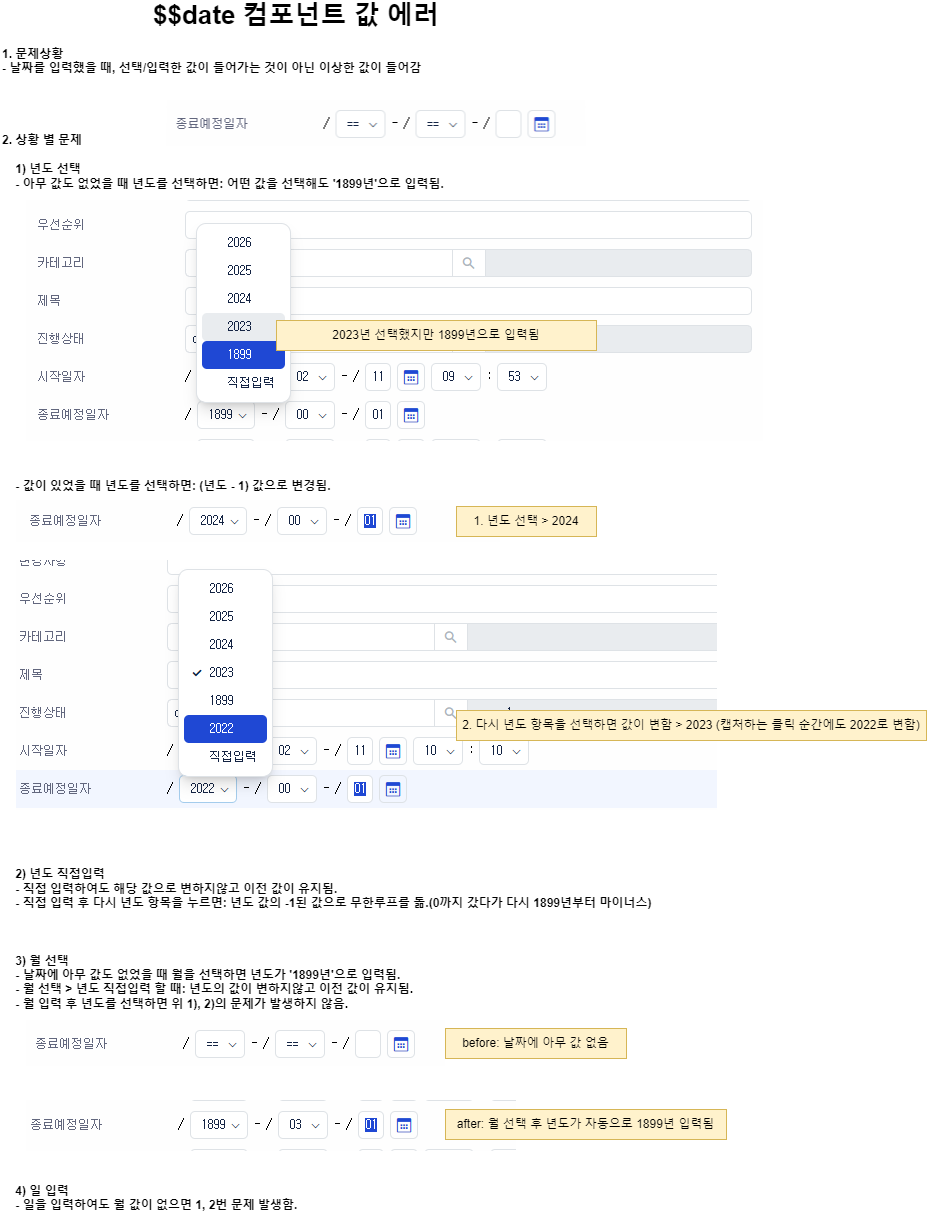 $$date 컴포넌트 값 에러
1. 문제상황
- 날짜를 입력했을 때, 선택/입력한 값이 들어가는 것이 아닌 이상한 값이 들어감
종료예정일자 / == - / == - /
2. 상황 별 문제
1) 년도 선택
- 아무 값도 없었을 때 년도를 선택하면: 어떤 값을 선택해도 '1899년'으로 입력됨.
우선순위
2026
카테고리
2025
제목
2024
진행상태
2023
2023년 선택했지만 1899년으로 입력됨
1899
시작일자 / 02 - / 11 09 : 53
직접입력
종료예정일자 / 1899 - / 00 - / 01
- 값이 있었을 때 년도를 선택하면: (년도 - 1) 값으로 변경됨.
종료예정일자 / 2024 - / 00 - / 01
1. 년도 선택 > 2024
2026
우선순위
2025
카테고리
2024
제목
2023
1899
진행상태
2022
2. 다시 년도 항목을 선택하면 값이 변함 > 2023 (캡처하는 클릭 순간에도 2022로 변함)
시작일자 / 02 - / 11 10 : 10
직접입력
종료예정일자 / 2022 - / 00 - / 01
2) 년도 직접입력
- 직접 입력하여도 해당 값으로 변하지않고 이전 값이 유지됨.
- 직접 입력 후 다시 년도 항목을 누르면: 년도 값의 -1된 값으로 무한루프를 돎.(0까지 갔다가 다시 1899년부터 마이너스)
3) 월 선택
- 날짜에 아무 값도 없었을 때 월을 선택하면 년도가 '1899년'으로 입력됨.
- 월 선택 > 년도 직접입력 할 때: 년도의 값이 변하지않고 이전 값이 유지됨.
- 월 입력 후 년도를 선택하면 위 1), 2)의 문제가 발생하지 않음.
종료예정일자 / == - / == - /
before: 날짜에 아무 값 없음
종료예정일자 / 1899 - / 03 - / 01
after: 월 선택 후 년도가 자동으로 1899년 입력됨
4) 일 입력
- 일을 입력하여도 월 값이 없으면 1, 2번 문제 발생함.